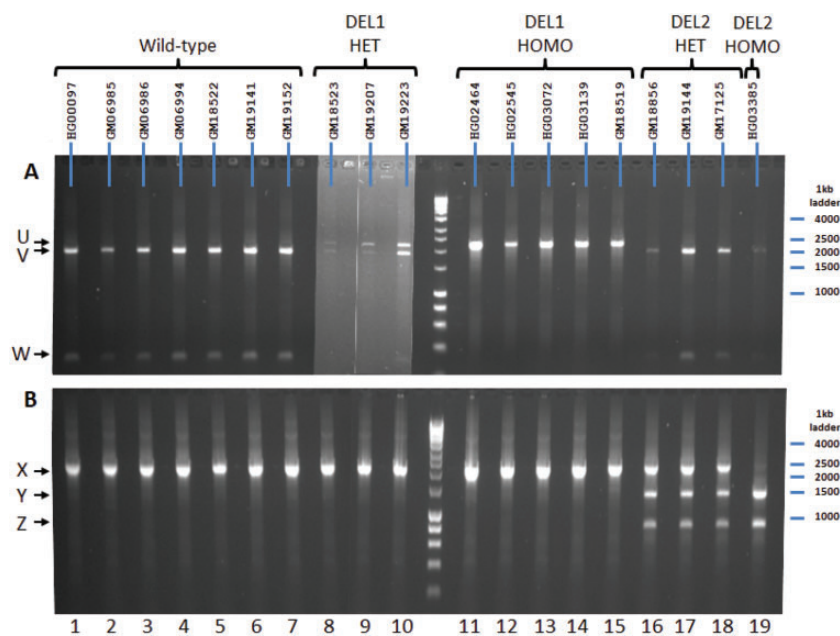 Wild-type
DEL1
HET
DEL1
HOMO
DEL2
HET
DEL2
HOMO
HG00097
GM06985
GM06986
GM06994
GM18522
GM19141
GM19152
GM18523
GM19207
GM19223
HG02464
HG02545
HG03072
HG03139
GM18519
GM18856
GM19144
GM17125
HG03385
A
1kb
ladder
4000
2500
2000
1500
1000
U
V
W
B
1kb
ladder
4000
2500
2000
1500
1000
X
Y
Z
1 2 3 4 5 6 7 8 9 10 11 12 13 14 15 16 17 18 19